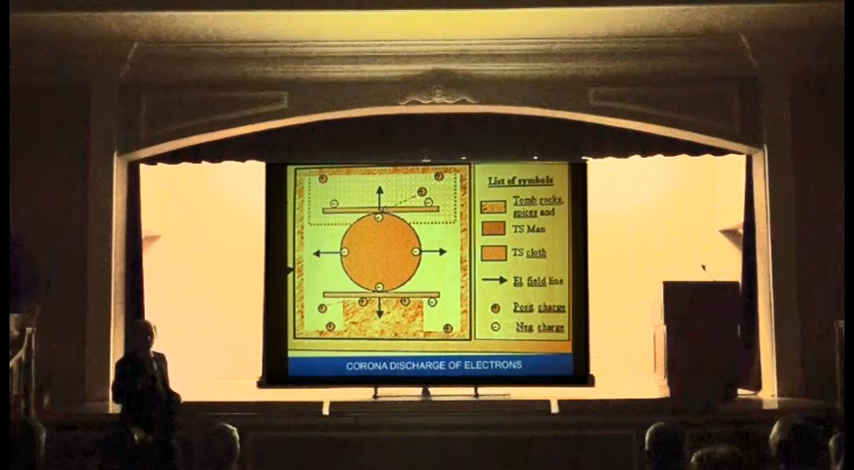 List of symbols
Tomb rocks,
spices and
TS Man
TS cloth
El field line
Posit charge
Neg charge
CORONA DISCHARGE OF ELECTRONS